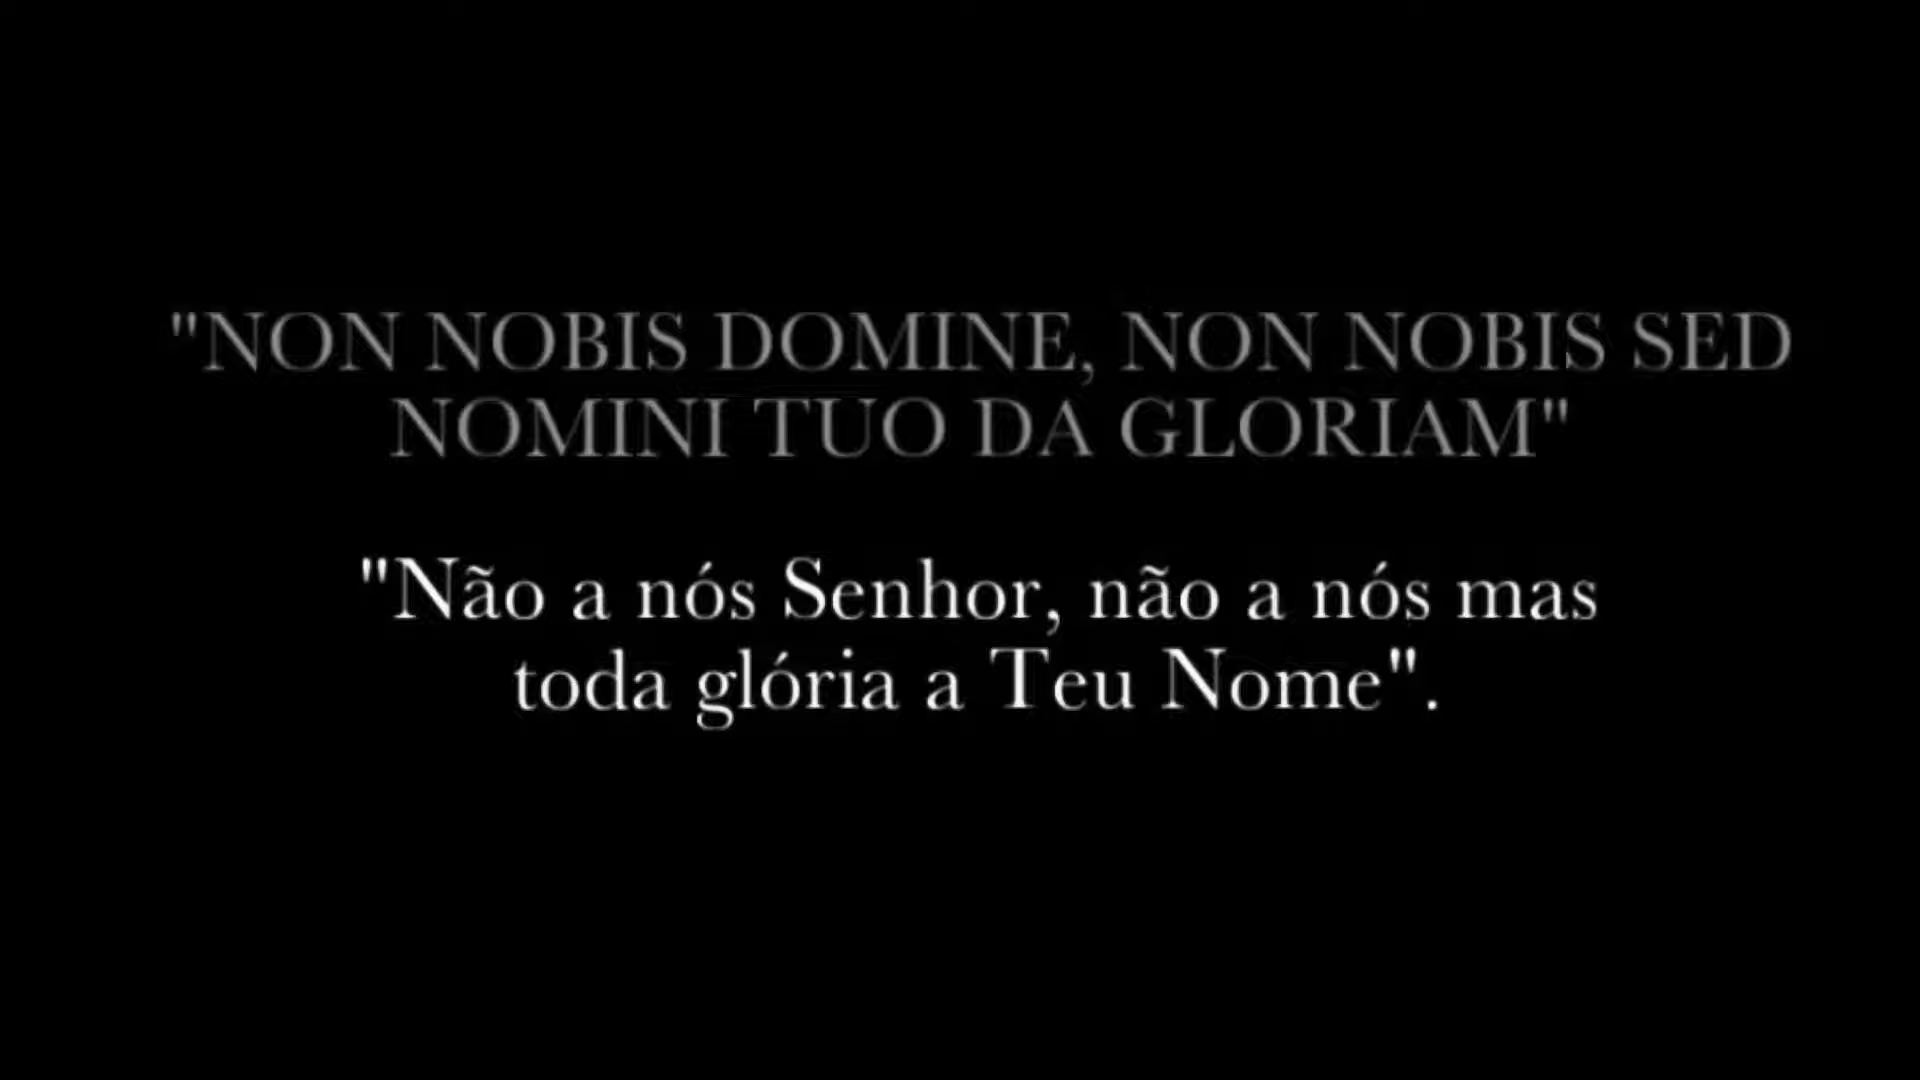 "NON NOBIS DOMINE, NON NOBIS SED
NOMINI TUO DA GLORIAM"
"Não a nós Senhor, não a nós mas
toda glória a Teu Nome".